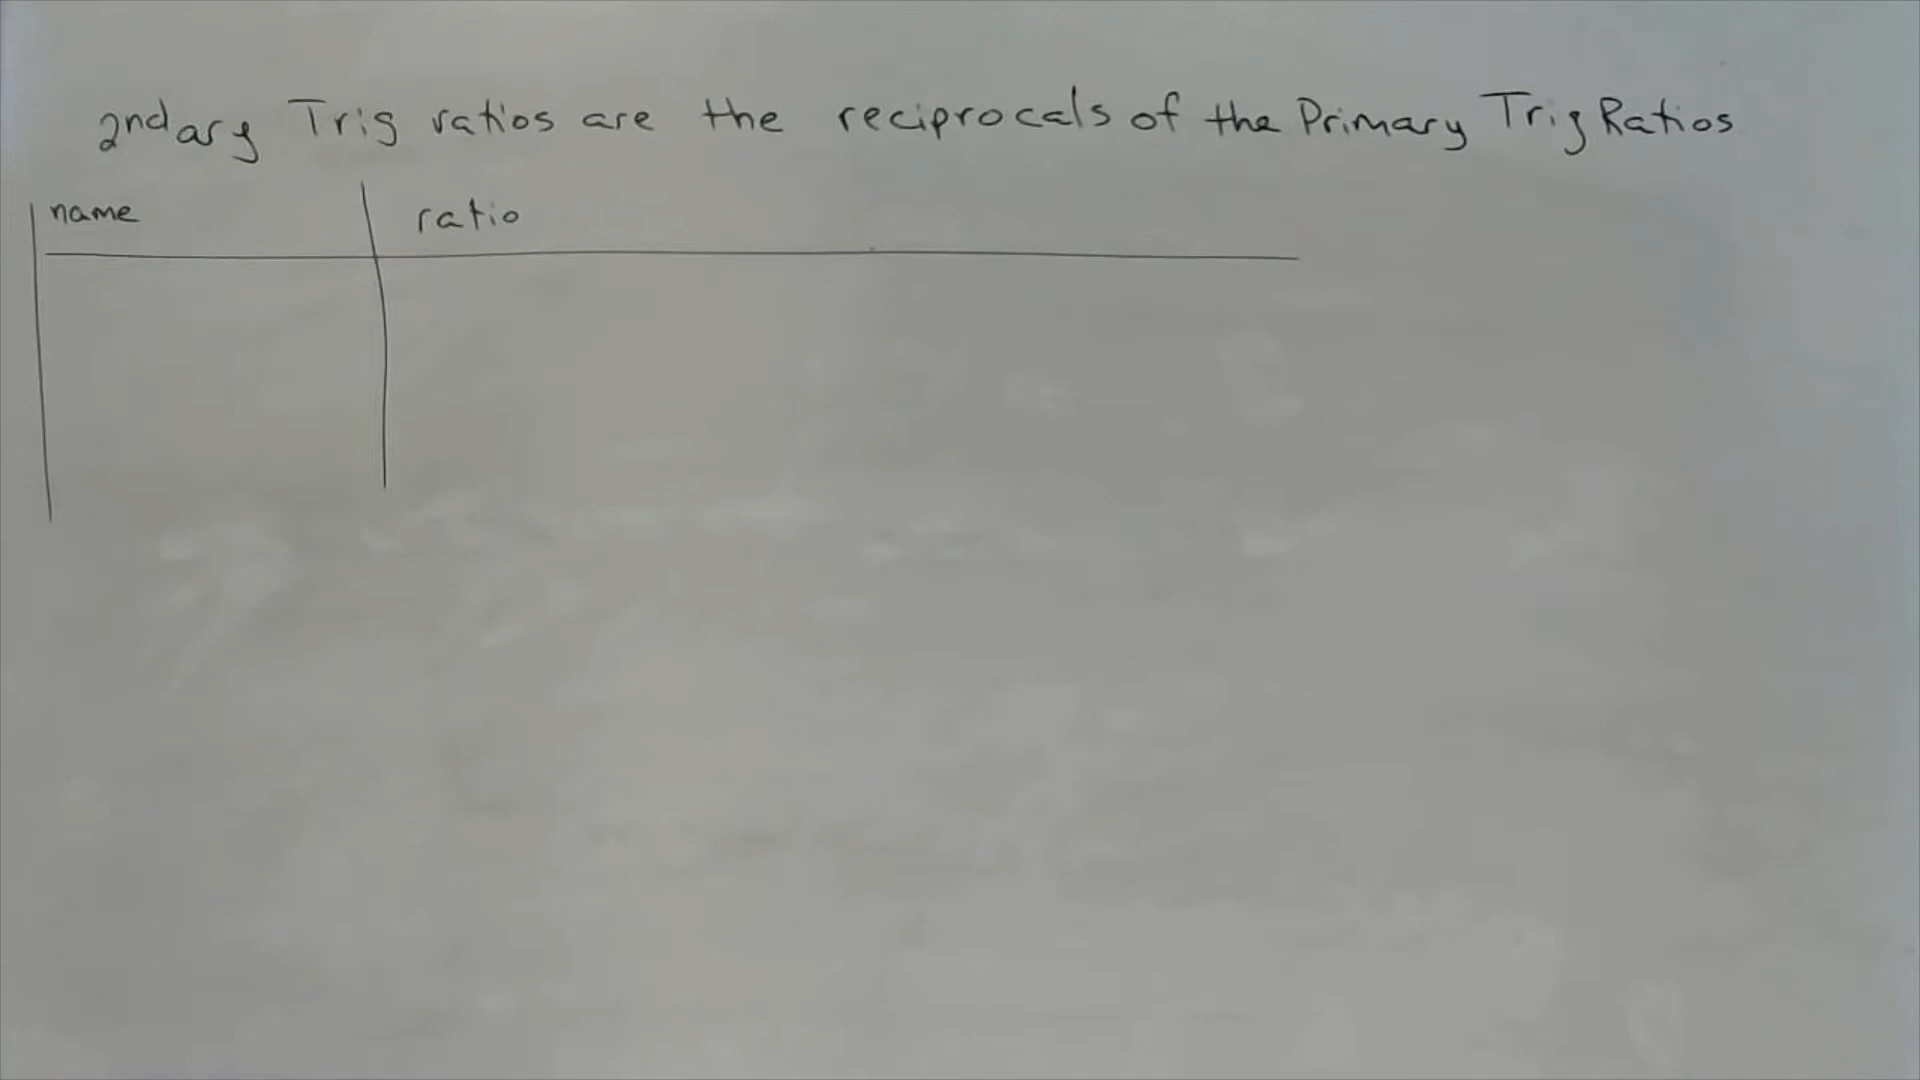 2ndary Trig ratios are the reciprocals of the Primary Trig Ratios
name ratio